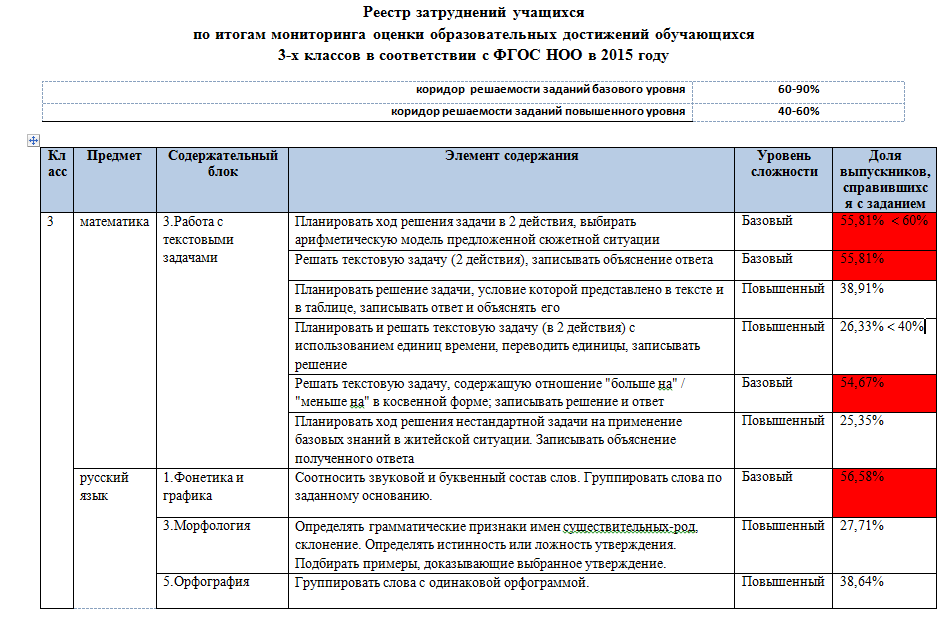 Реестр затруднений учащихся
по итогам мониторинга оценки образовательных достижений обучающихся
3-х классов в соответствии с ФГОС НОО в 2015 году
коридор решаемости заданий базового уровня 60-90%
коридор решаемости заданий повышенного уровня 40-60%
Кл Предмет Содержательный Элемент содержания Уровень Доля
асс блок сложности выпускников,
справившихс
я с заданием
3 математика 3.Работа с Планировать ход решения задачи в 2 действия, выбирать Базовый 55,81% < 60%
текстовыми арифметическую модель предложенной сюжетной ситуации
задачами Решать текстовую задачу (2 действия), записывать объяснение ответа Базовый 55,81%
Планировать решение задачи, условие которой представлено в тексте и Повышенный 38,91%
в таблице, записывать ответ и объяснять его
Планировать и решать текстовую задачу (в 2 действия) с Повышенный 26,33% < 40%
использованием единиц времени, переводить единицы, записывать
решение
Решать текстовую задачу, содержащую отношение "больше на" / Базовый 54,67%
"меньше на" в косвенной форме; записывать решение и ответ
Планировать ход решения нестандартной задачи на применение Повышенный 25,35%
базовых знаний в житейской ситуации. Записывать объяснение
полученного ответа
русский 1.Фонетика и Соотносить звуковой и буквенный состав слов. Группировать слова по Базовый 56,58%
язык графика заданному основанию.
3.Морфология Определять грамматические признаки имен существительных-род, Повышенный 27,71%
склонение. Определять истинность или ложность утверждения.
Подбирать примеры, доказывающие выбранное утверждение.
5.Орфография Группировать слова с одинаковой орфограммой. Повышенный 38,64%